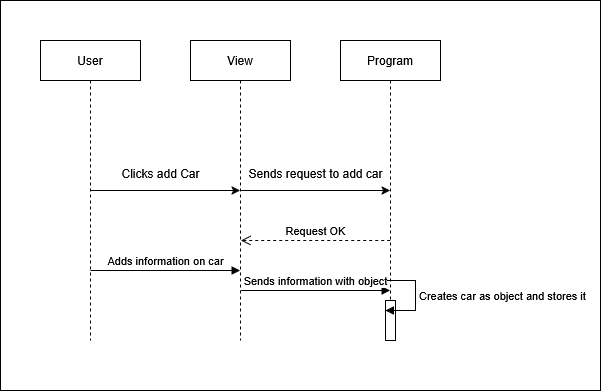 User
View
Program
Clicks add Car
Sends request to add car
Request OK
Adds information on car
Sends information with object
Creates car as object and stores it